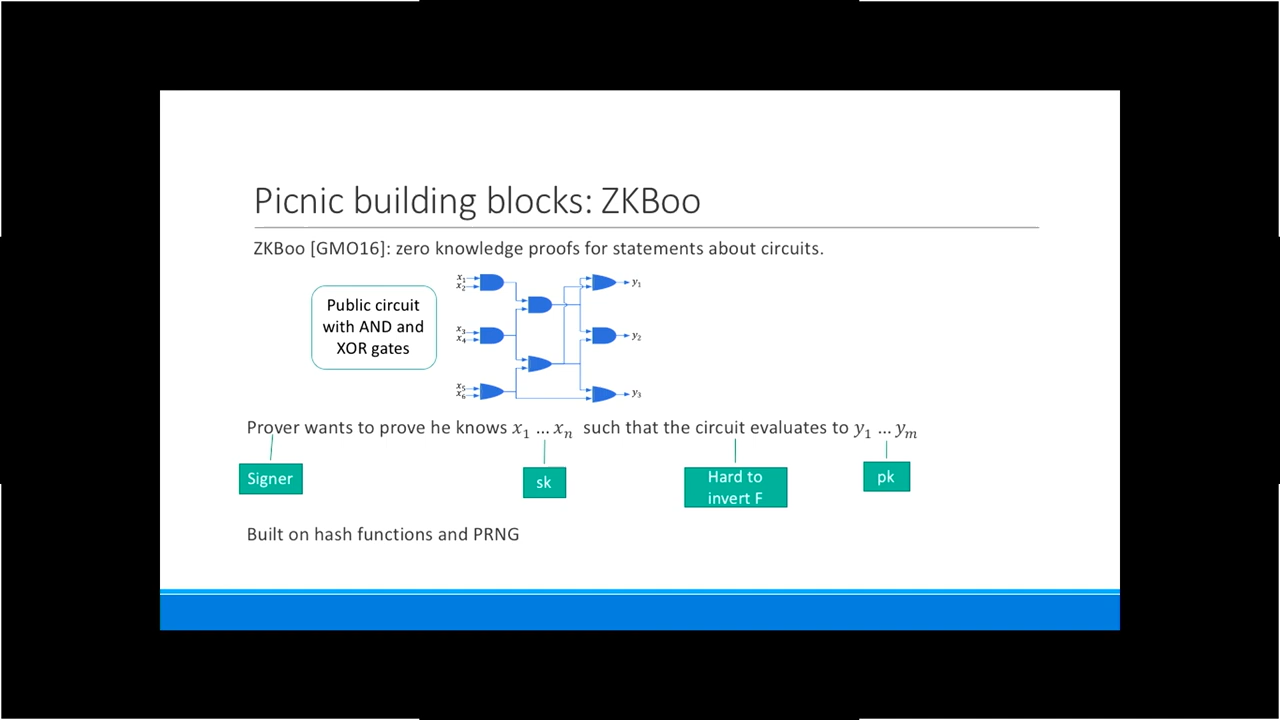 Picnic building blocks: ZKBoo
ZKBoo [GMO16]: zero knowledge proofs for statements about circuits.
Public circuit
with AND and
XOR gates
x₁
x₂
x₃
x₄
x₅
x₆
y₁
y₂
y₃
Prover wants to prove he knows x₁ … xₙ such that the circuit evaluates to y₁ … yₘ
Signer
sk
Hard to
invert F
pk
Built on hash functions and PRNG